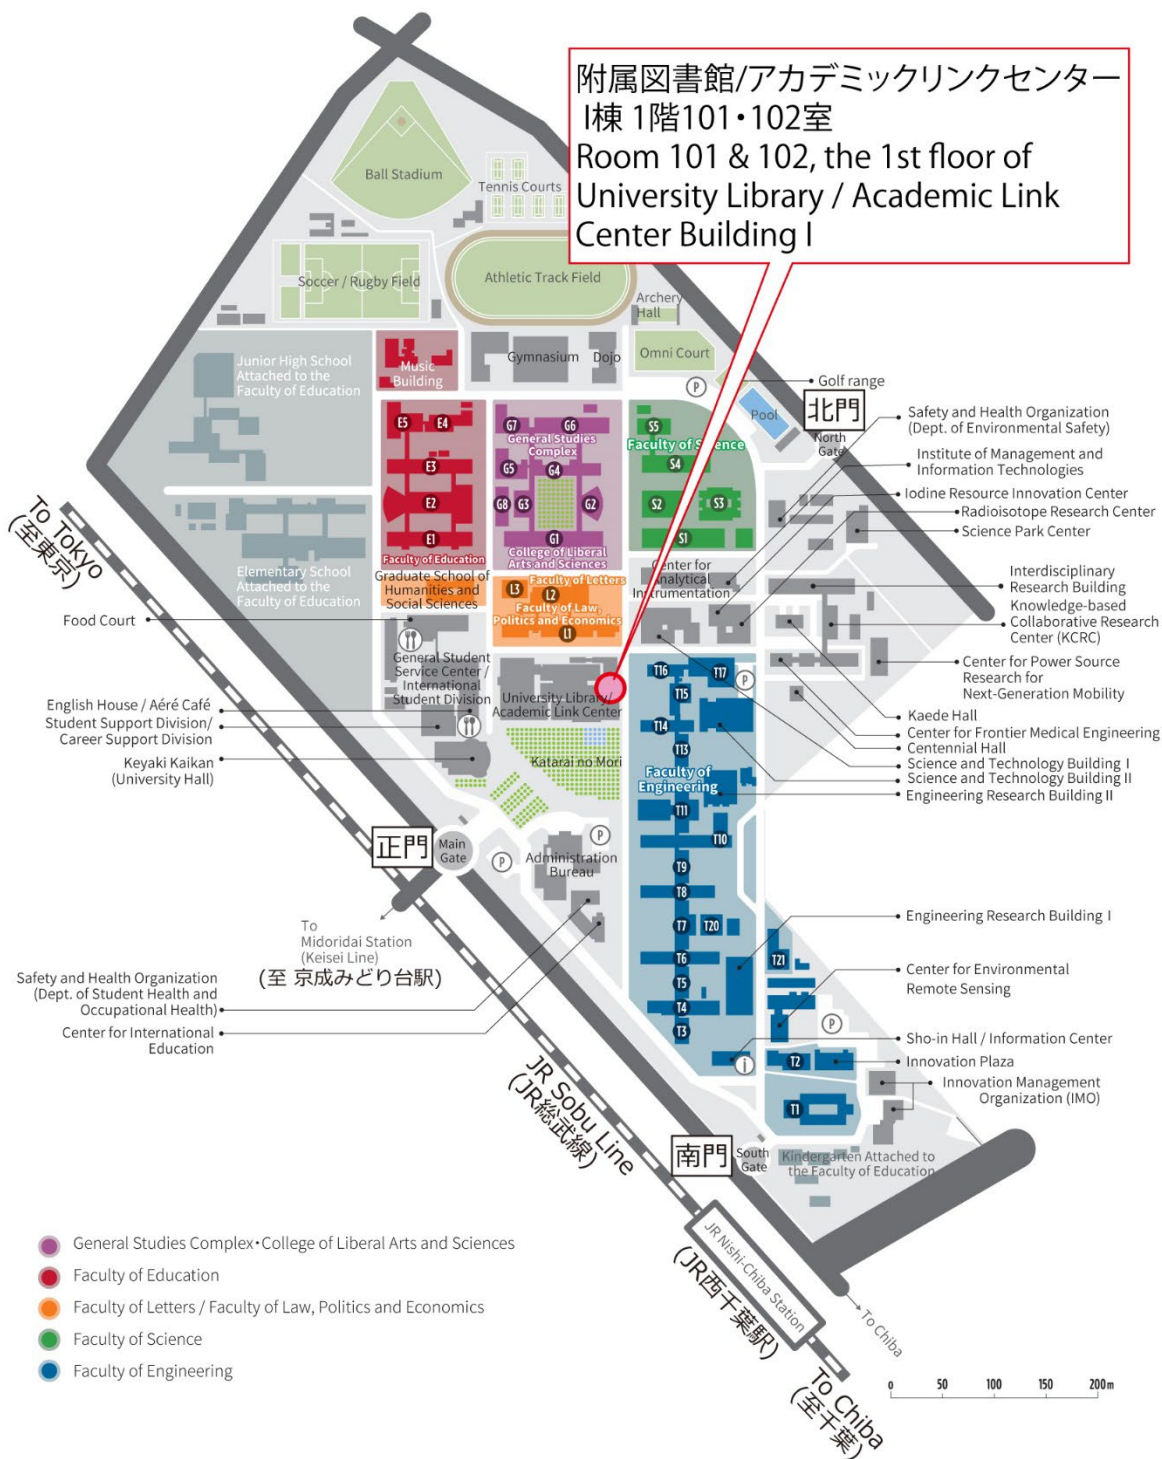 附属図書館/アカデミックリンクセンター
I棟 1階101・102室
Room 101 & 102, the 1st floor of
University Library / Academic Link
Center Building I
Ball Stadium
Tennis Courts
Soccer / Rugby Field
Athletic Track Field
Archery
Hall
Gymnasium
Dojo
Omni Court
Music
Building
Junior High School
Attached to the
Faculty of Education
P
Golf range
Pool
北門
North
Gate
E5
E4
E3
E2
E1
Faculty of Education
G7
G6
General Studies
Complex
G5
G4
G8
G3
G2
G1
College of Liberal
Arts and Sciences
S5
Faculty of Science
S4
S2
S3
S1
Safety and Health Organization
(Dept. of Environmental Safety)
Institute of Management and
Information Technologies
Iodine Resource Innovation Center
Radioisotope Research Center
Science Park Center
Interdisciplinary
Research Building
Knowledge-based
Collaborative Research
Center (KCRC)
Center for Power Source
Research for
Next-Generation Mobility
Kaede Hall
Center for Frontier Medical Engineering
Centennial Hall
Science and Technology Building I
Science and Technology Building II
Engineering Research Building II
To Tokyo
(至東京)
Elementary School
Attached to the
Faculty of Education
Graduate School of
Humanities and
Social Sciences
L3
Faculty of Letters
L2
Faculty of Law,
Politics and Economics
L1
Center for
Analytical
Instrumentation
Food Court
General Student
Service Center /
International
Student Division
University Library/
Academic Link Center
English House / Aéré Café
Student Support Division/
Career Support Division
Keyaki Kaikan
(University Hall)
Katarai no Mori
T16
T17
P
T15
T14
T13
Faculty of
Engineering
T11
T10
T9
T8
T7
T20
T6
T5
T4
T3
正門
Main
Gate
P
P
Administration
Bureau
To
Midoridai Station
(Keisei Line)
(至 京成みどり台駅)
Safety and Health Organization
(Dept. of Student Health and
Occupational Health)
Center for International
Education
Engineering Research Building I
T21
Center for Environmental
Remote Sensing
P
Sho-in Hall / Information Center
i
T2
Innovation Plaza
Innovation Management
Organization (IMO)
T1
JR Sobu Line
(JR総武線)
南門
South
Gate
Kindergarten Attached to
the Faculty of Education
JR Nishi-Chiba Station
(JR西千葉駅)
To Chiba
To Chiba
(至千葉)
General Studies Complex・College of Liberal Arts and Sciences
Faculty of Education
Faculty of Letters / Faculty of Law, Politics and Economics
Faculty of Science
Faculty of Engineering
0 50 100 150 200m